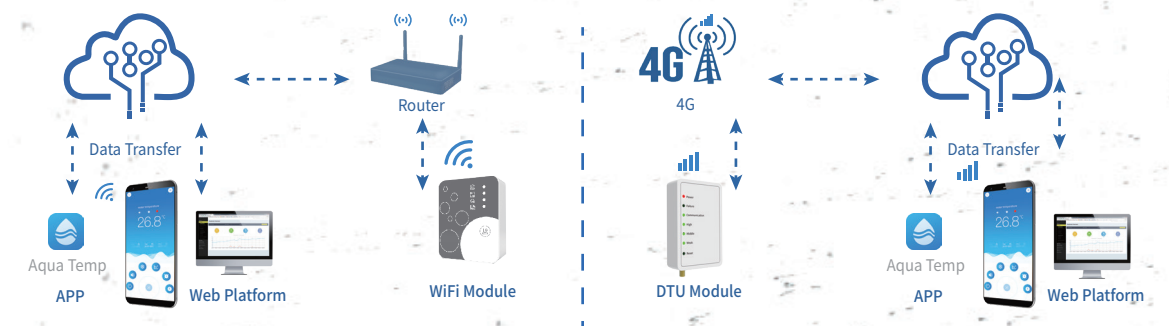 Router
Data Transfer
26.8
Aqua Temp
APP
Web Platform
WiFi Module
4G
4G
DTU Module
Data Transfer
26.8
Aqua Temp
APP
Web Platform